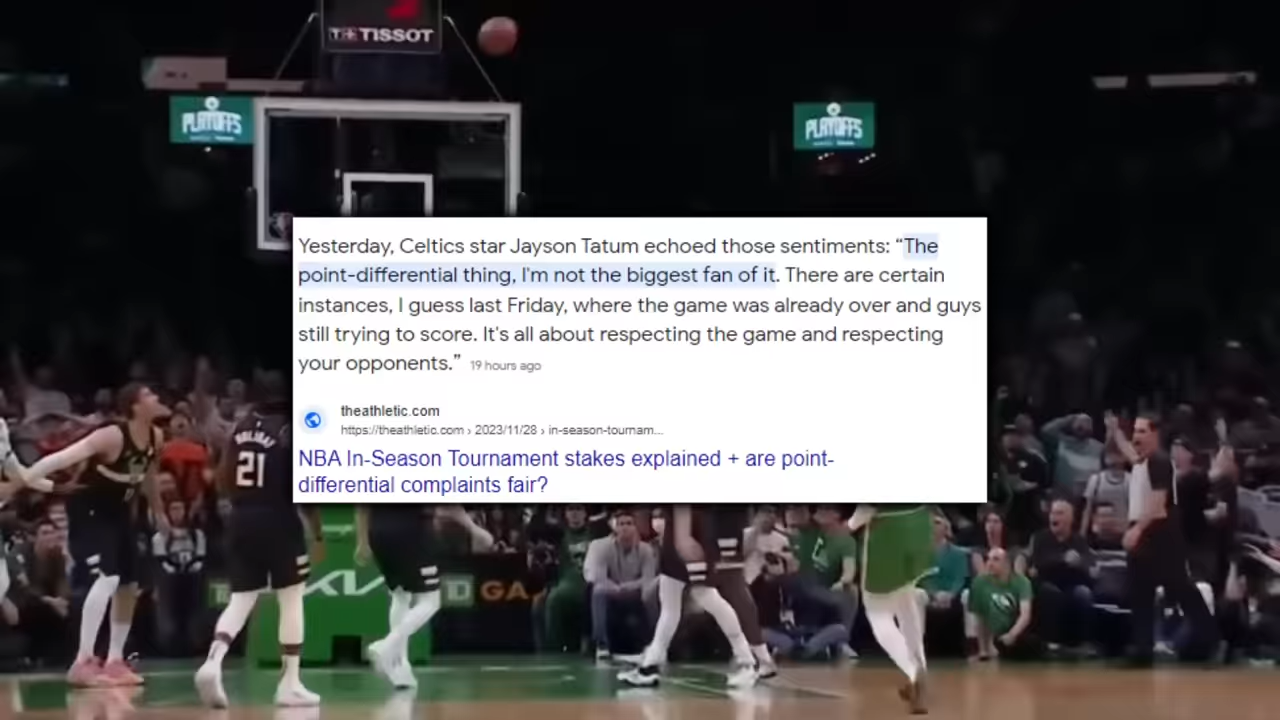 TISSOT
PLAYOFFS
PLAYOFFS
Yesterday, Celtics star Jayson Tatum echoed those sentiments: “The
point-differential thing, I'm not the biggest fan of it. There are certain
instances, I guess last Friday, where the game was already over and guys
still trying to score. It's all about respecting the game and respecting
your opponents.” 19 hours ago
theathletic.com
https://theathletic.com › 2023/11/28 › in-season-tournam...
NBA In-Season Tournament stakes explained + are point-
differential complaints fair?
HOLIDAY
21
TD GA